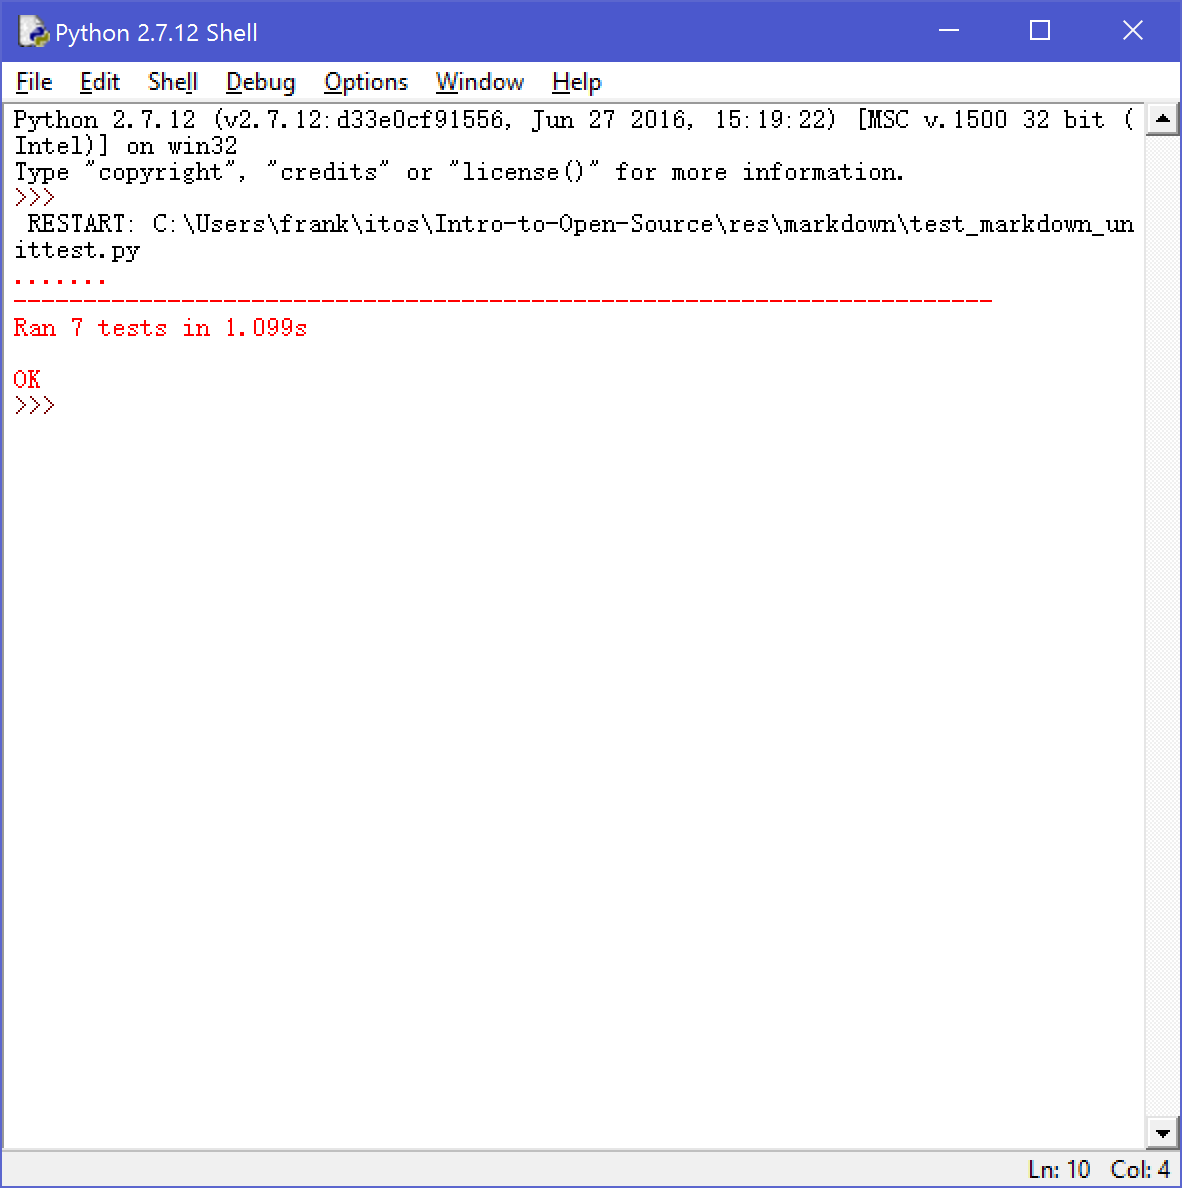 Python 2.7.12 Shell
File Edit Shell Debug Options Window Help
Python 2.7.12 (v2.7.12:d33e0cf91556, Jun 27 2016, 15:19:22) [MSC v.1500 32 bit (
Intel)] on win32
Type "copyright", "credits" or "license()" for more information.
>>>
 RESTART: C:\Users\frank\itos\Intro-to-Open-Source\res\markdown\test_markdown_un
ittest.py
.......
----------------------------------------------------------------------
Ran 7 tests in 1.099s

OK
>>>
Ln: 10 Col: 4